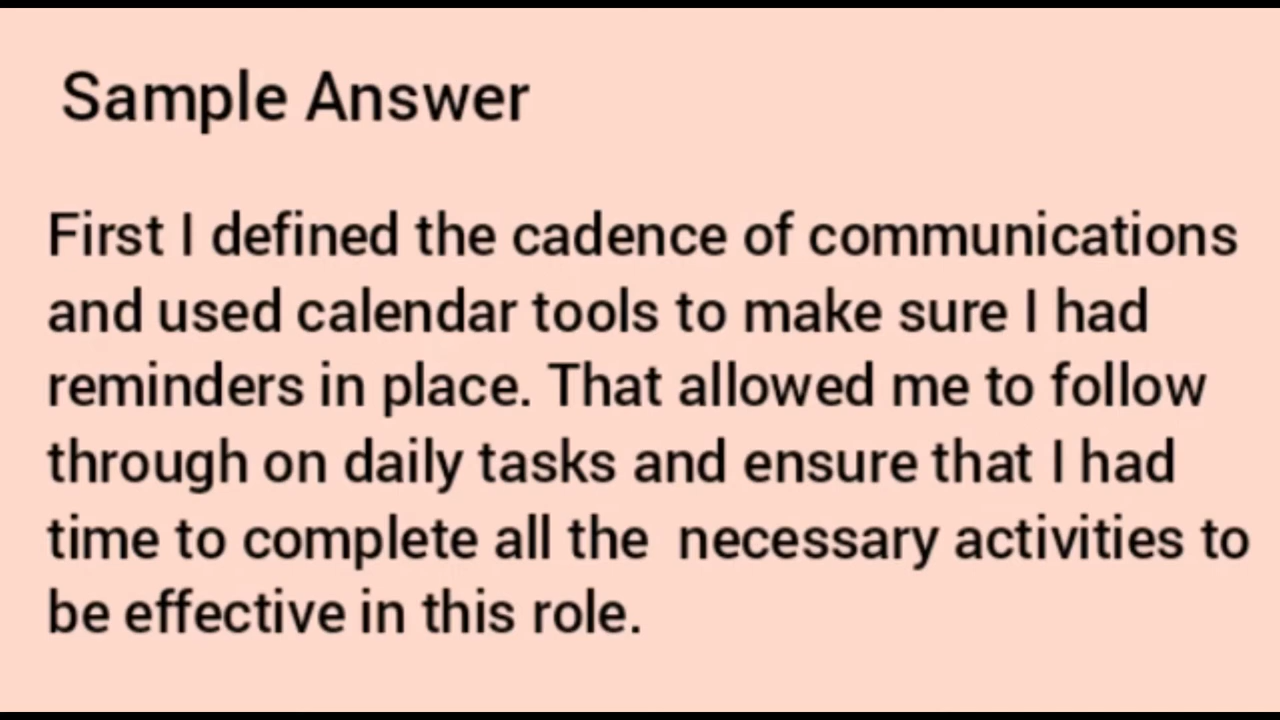 Sample Answer
First I defined the cadence of communications
and used calendar tools to make sure I had
reminders in place. That allowed me to follow
through on daily tasks and ensure that I had
time to complete all the  necessary activities to
be effective in this role.